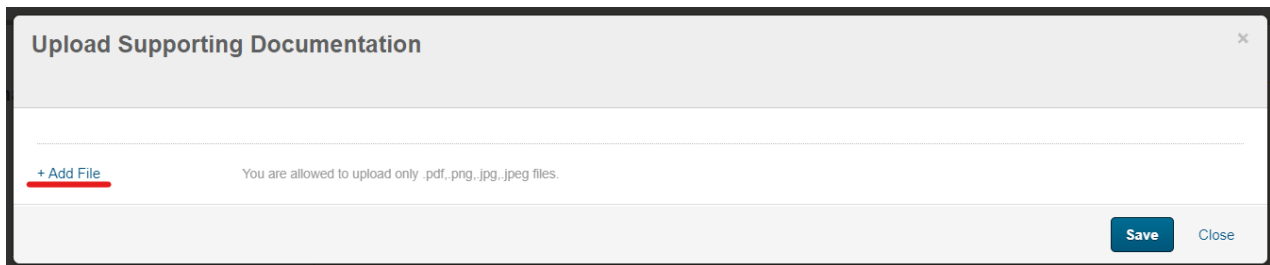 Upload Supporting Documentation
×
+ Add File
You are allowed to upload only .pdf,.png,.jpg,.jpeg files.
Save
Close